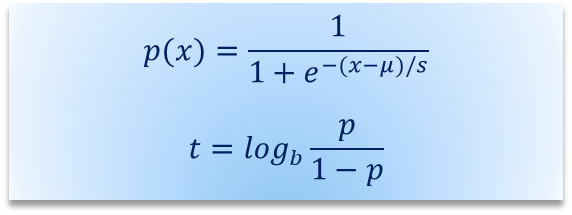 p(x) = 1 / (1 + e^{−(x−μ)/s})
t = log_b p / (1 − p)